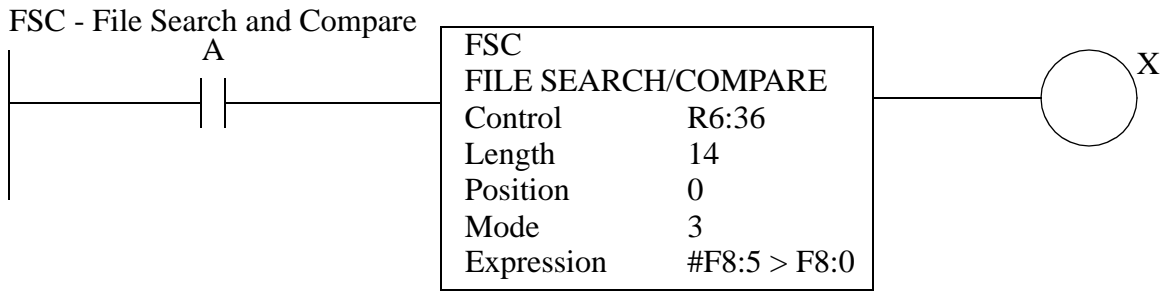 FSC - File Search and Compare
A
FSC
FILE SEARCH/COMPARE
Control R6:36
Length 14
Position 0
Mode 3
Expression #F8:5 > F8:0
X